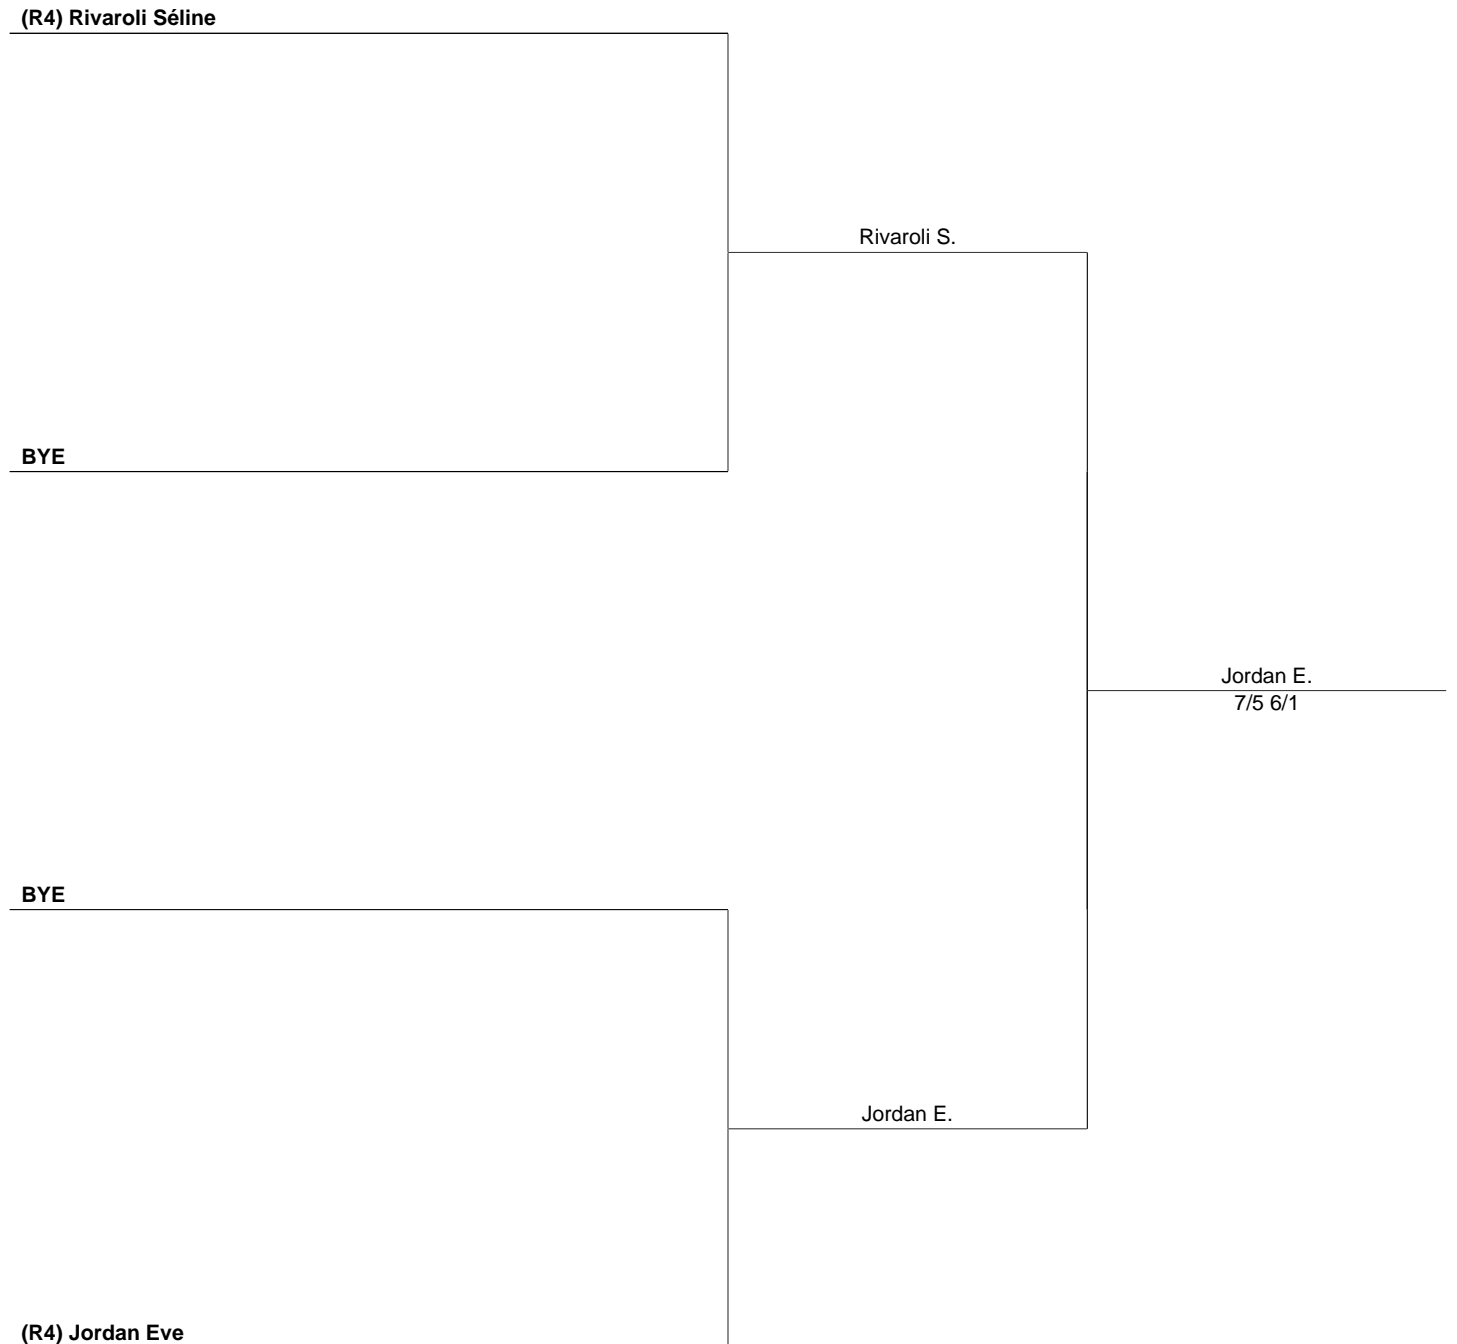 (R4) Rivaroli Séline
Rivaroli S.
BYE
Jordan E.
7/5 6/1
BYE
Jordan E.
(R4) Jordan Eve